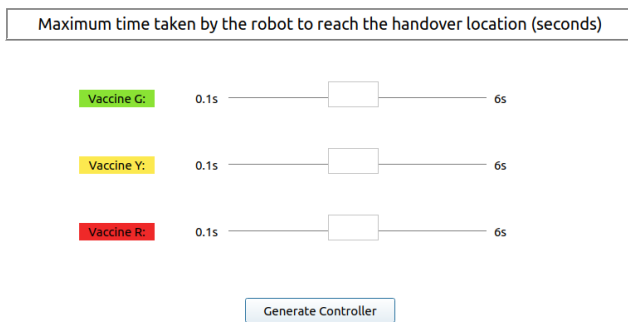 Maximum time taken by the robot to reach the handover location (seconds)
Vaccine G: 0.1s 6s
Vaccine Y: 0.1s 6s
Vaccine R: 0.1s 6s
Generate Controller